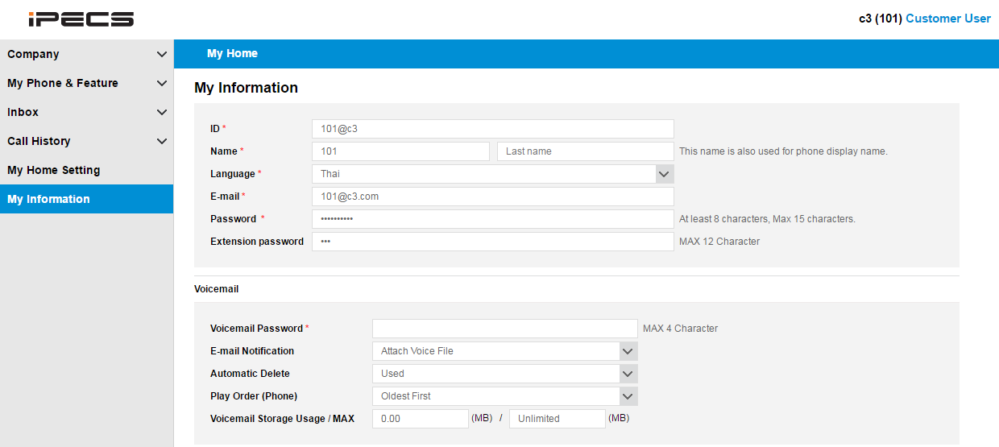 iPECS
c3 (101) Customer User
Company
My Phone & Feature
Inbox
Call History
My Home Setting
My Information
My Home
My Information
ID *
101@c3
Name *
101
Last name
This name is also used for phone display name.
Language *
Thai
E-mail *
101@c3.com
Password *
••••••••••
At least 8 characters, Max 15 characters.
Extension password
•••
MAX 12 Character
Voicemail
Voicemail Password *
MAX 4 Character
E-mail Notification
Attach Voice File
Automatic Delete
Used
Play Order (Phone)
Oldest First
Voicemail Storage Usage / MAX
0.00 (MB) / Unlimited (MB)